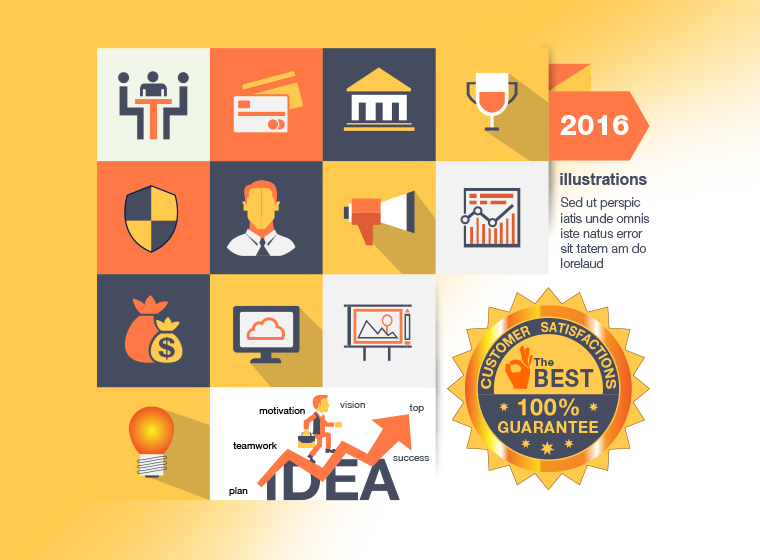 2016
illustrations
Sed ut perspic
iatis unde omnis
iste natus error
sit tatem am do
lorelaud
$
CUSTOMER SATISFACTIONS
The
BEST
100%
GUARANTEE
motivation
vision
top
teamwork
success
plan
IDEA